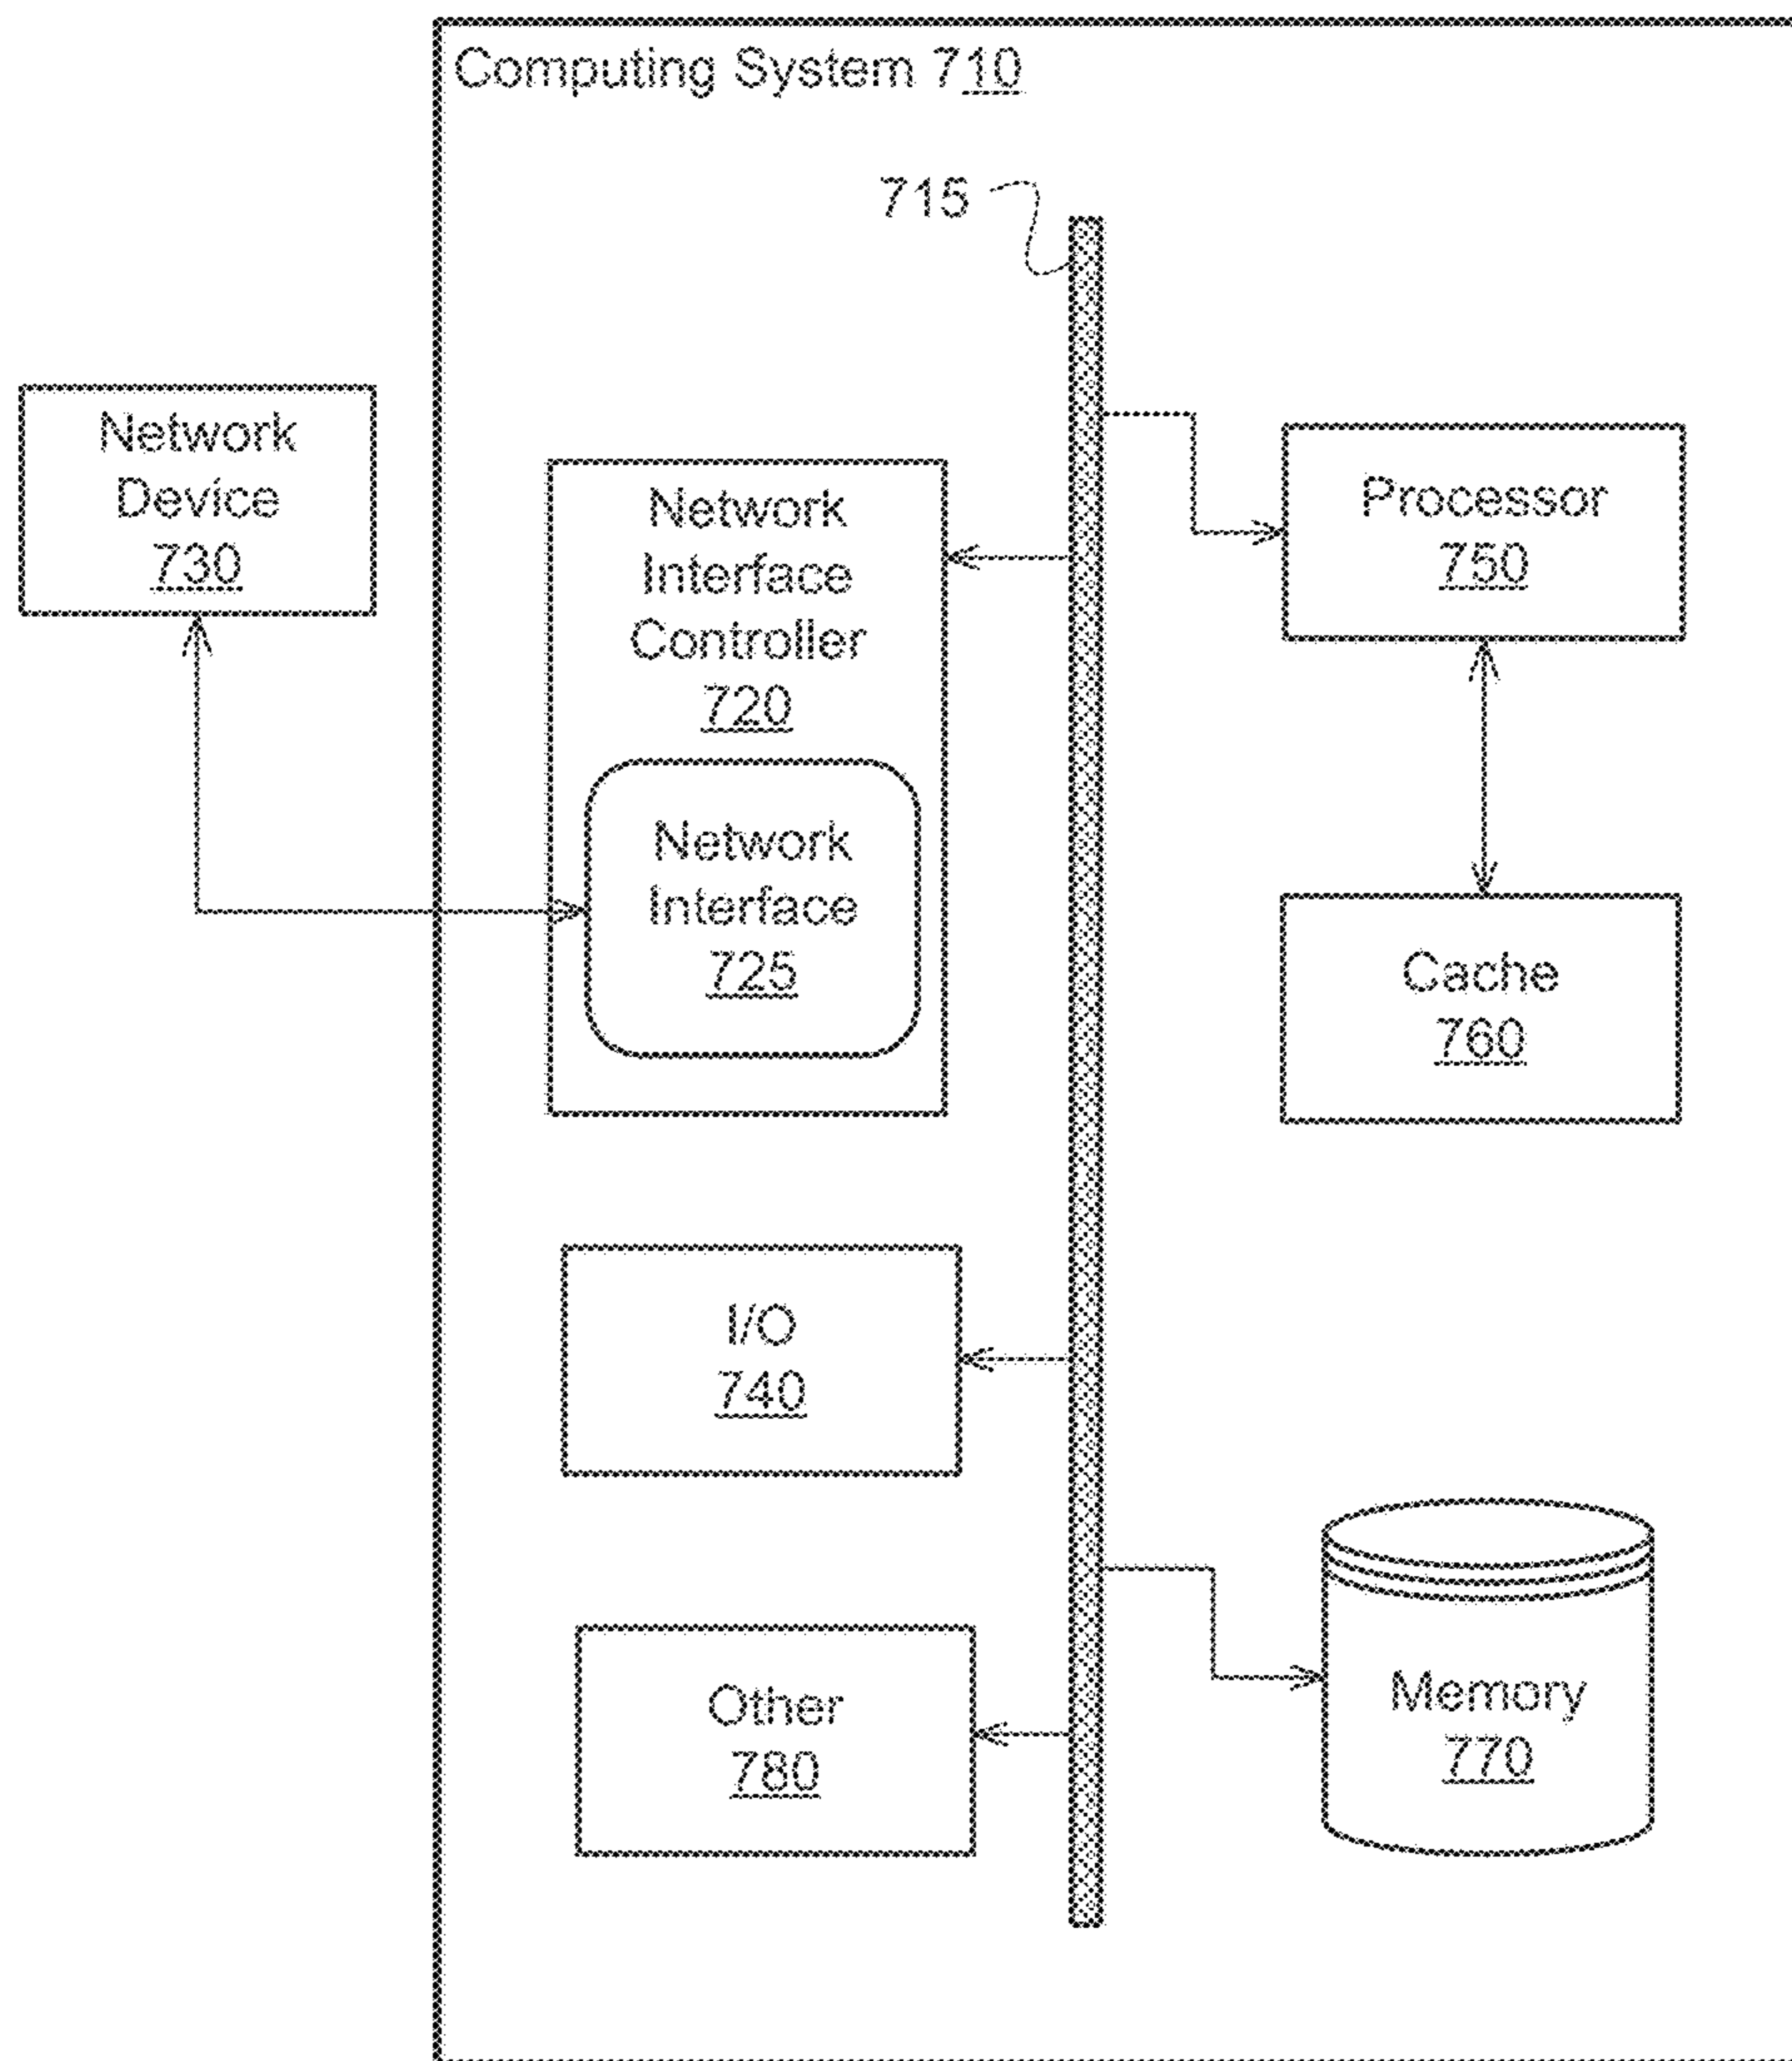 Computing System 710
715
Network
Device
730
Network
Interface
Controller
720
Processor
750
Network
Interface
725
Cache
760
I/O
740
Other
780
Memory
770